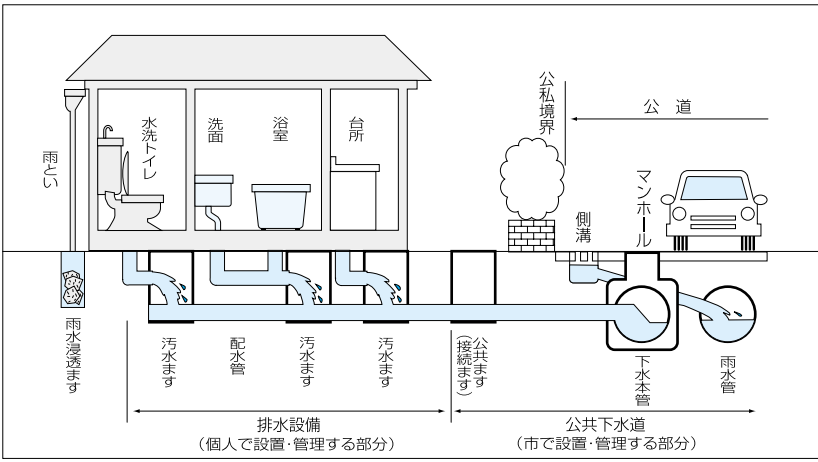 雨とい
水洗トイレ
洗面
浴室
台所
公私境界
公 道
側溝
マンホール
雨水浸透ます
汚水ます
配水管
汚水ます
汚水ます
公共ます
(接続ます)
下水本管
雨水管
排水設備
(個人で設置・管理する部分)
公共下水道
(市で設置・管理する部分)